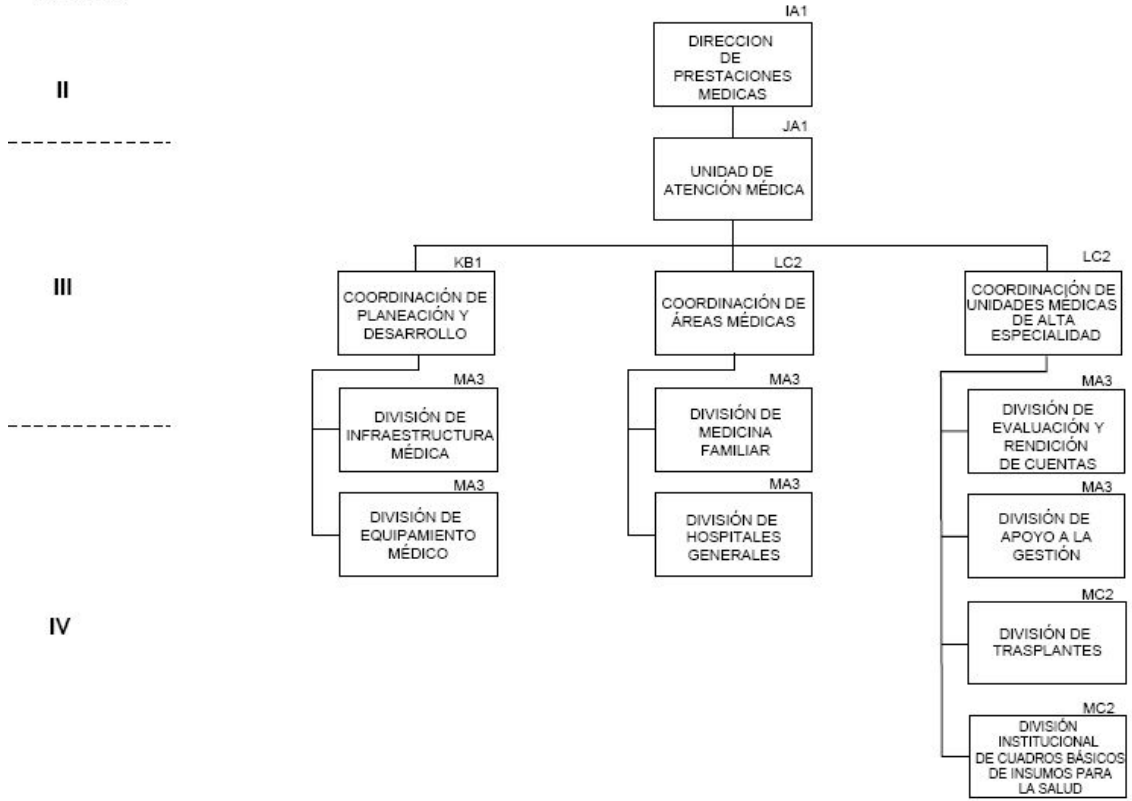 IA1
DIRECCION
DE
PRESTACIONES
MEDICAS
II
JA1
UNIDAD DE
ATENCIÓN MÉDICA
III
KB1
COORDINACIÓN DE
PLANEACIÓN Y
DESARROLLO
LC2
COORDINACIÓN DE
ÁREAS MÉDICAS
LC2
COORDINACIÓN DE
UNIDADES MÉDICAS
DE ALTA
ESPECIALIDAD
MA3
DIVISIÓN DE
INFRAESTRUCTURA
MÉDICA
MA3
DIVISIÓN DE
EQUIPAMIENTO
MÉDICO
MA3
DIVISIÓN DE
MEDICINA
FAMILIAR
MA3
DIVISIÓN DE
HOSPITALES
GENERALES
MA3
DIVISIÓN DE
EVALUACIÓN Y
RENDICIÓN
DE CUENTAS
MA3
DIVISIÓN DE
APOYO A LA
GESTIÓN
IV
MC2
DIVISIÓN DE
TRASPLANTES
MC2
DIVISIÓN
INSTITUCIONAL
DE CUADROS BÁSICOS
DE INSUMOS PARA
LA SALUD